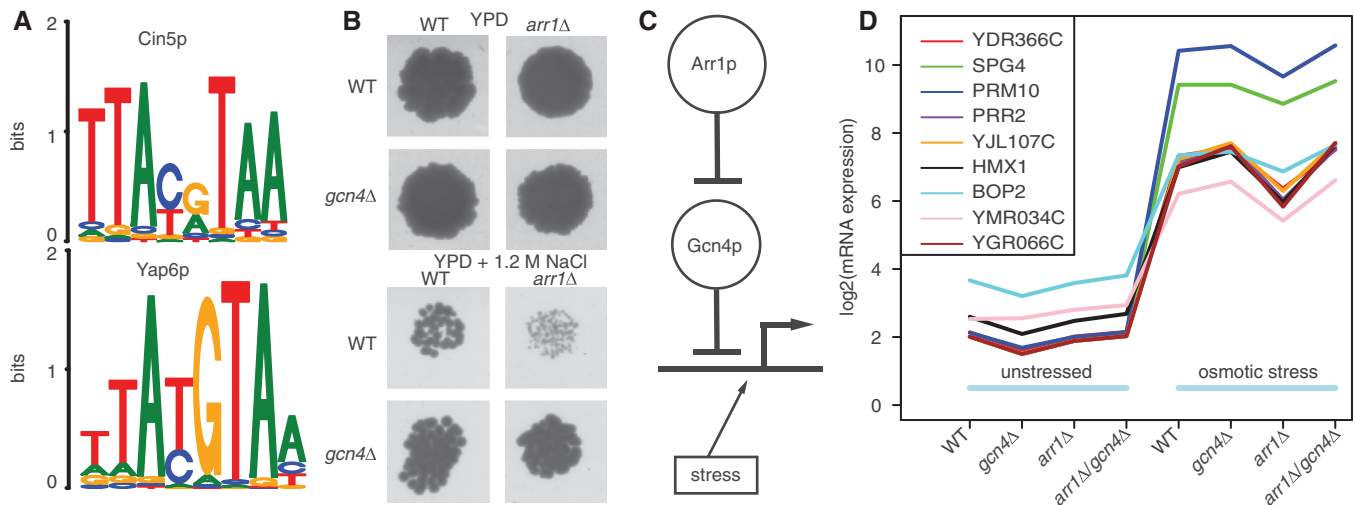 A
2
Cin5p
bits
1
0
TTACGTAA
2
Yap6p
bits
1
0
TTATGTAA
B
WT YPD arr1Δ
WT
gcn4Δ
YPD + 1.2 M NaCl
WT arr1Δ
WT
gcn4Δ
C
Arr1p
Gcn4p
stress
D
log2(mRNA expression)
10
8
6
4
2
0
YDR366C
SPG4
PRM10
PRR2
YJL107C
HMX1
BOP2
YMR034C
YGR066C
unstressed osmotic stress
WT gcn4Δ arr1Δ arr1Δ/gcn4Δ WT gcn4Δ arr1Δ arr1Δ/gcn4Δ